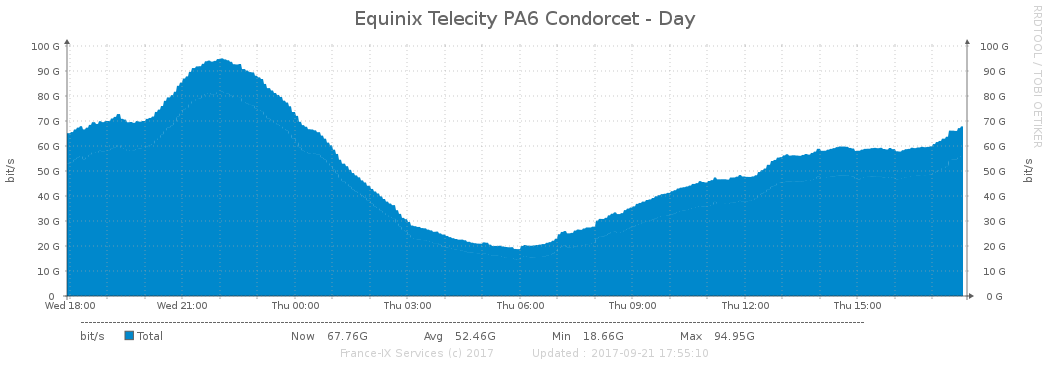 Equinix Telecity PA6 Condorcet - Day
RRDTOOL / TOBI OETIKER
100 G 100 G
90 G 90 G
80 G 80 G
70 G 70 G
60 G 60 G
50 G 50 G
40 G 40 G
30 G 30 G
20 G 20 G
10 G 10 G
0 0 G
bit/s bit/s
Wed 18:00 Wed 21:00 Thu 00:00 Thu 03:00 Thu 06:00 Thu 09:00 Thu 12:00 Thu 15:00
bit/s Total Now 67.76G Avg 52.46G Min 18.66G Max 94.95G
France-IX Services (c) 2017 Updated : 2017-09-21 17:55:10